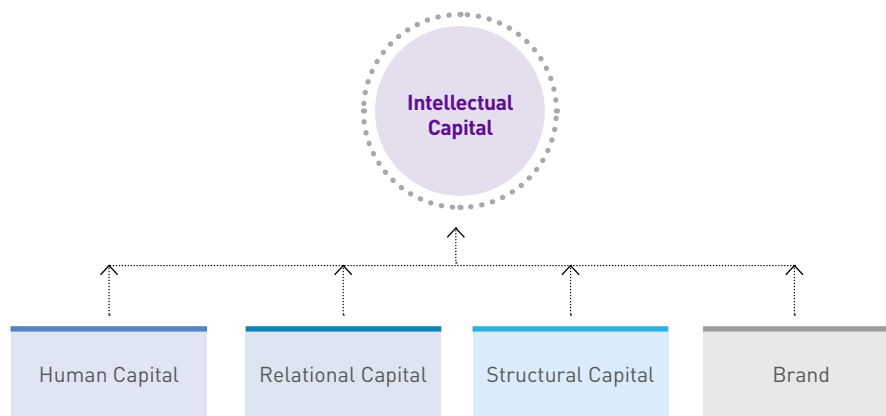 Intellectual
Capital
Human Capital
Relational Capital
Structural Capital
Brand